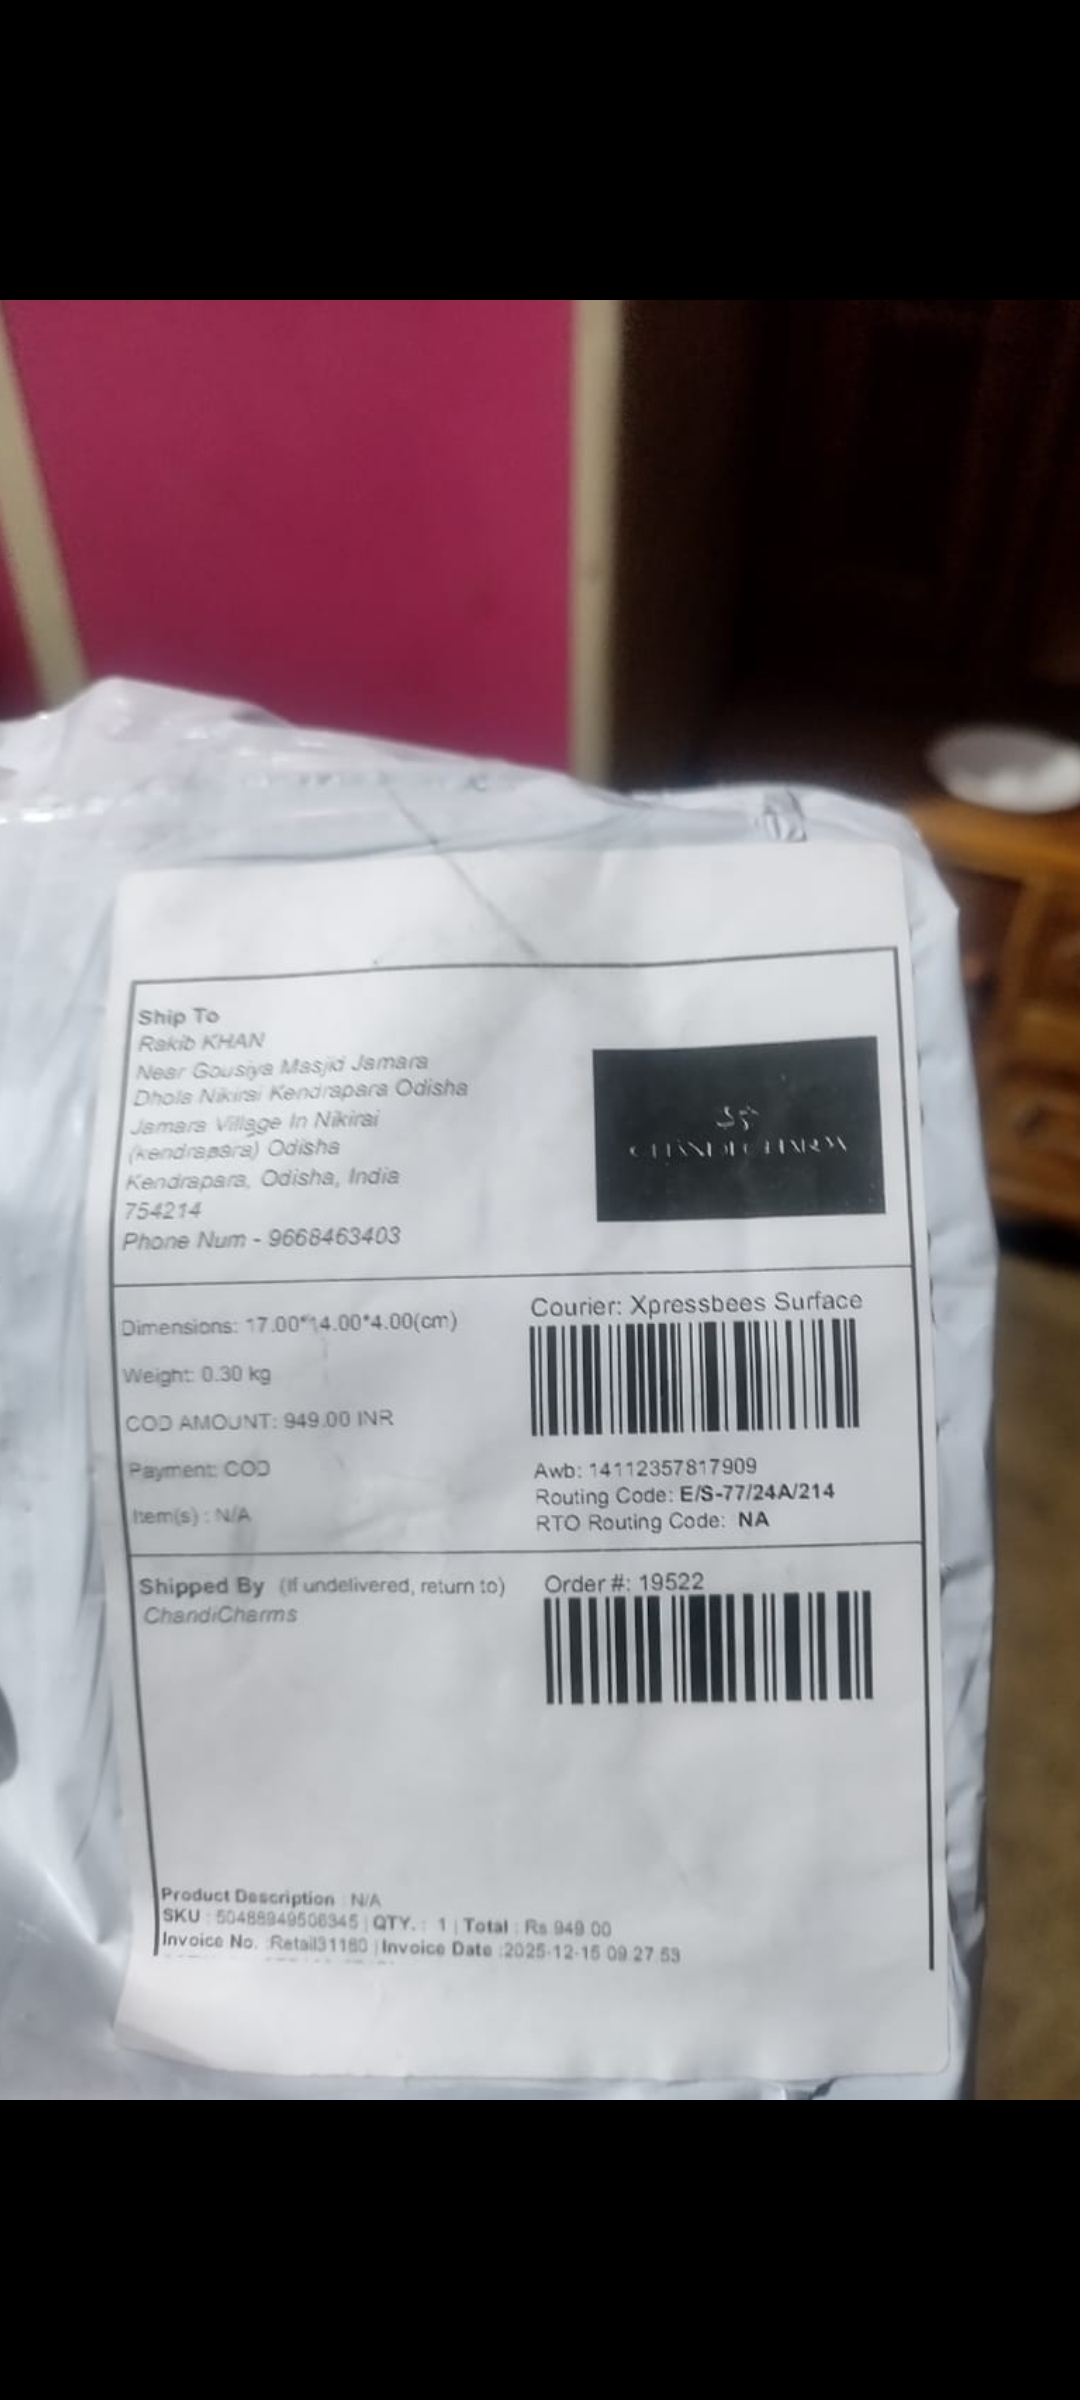 Ship To
Rakib KHAN
Near Gousiya Masjid Jamara
Dhola Nikirai Kendrapara Odisha
Jamara Village In Nikirai
(kendrapara) Odisha
Kendrapara, Odisha, India
754214
Phone Num - 9668463403
Dimensions: 17.00*14.00*4.00(cm)
Weight: 0.30 kg
COD AMOUNT: 949.00 INR
Payment: COD
Item(s) : N/A
Courier: Xpressbees Surface
Awb: 14112357817909
Routing Code: E/S-77/24A/214
RTO Routing Code: NA
Shipped By (If undelivered, return to)
ChandiCharms
Order #: 19522
Product Description : N/A
SKU : 50488949506345 | QTY. : 1 | Total : Rs 949.00
Invoice No. :Retail31180 | Invoice Date :2025-12-15 09:27:53